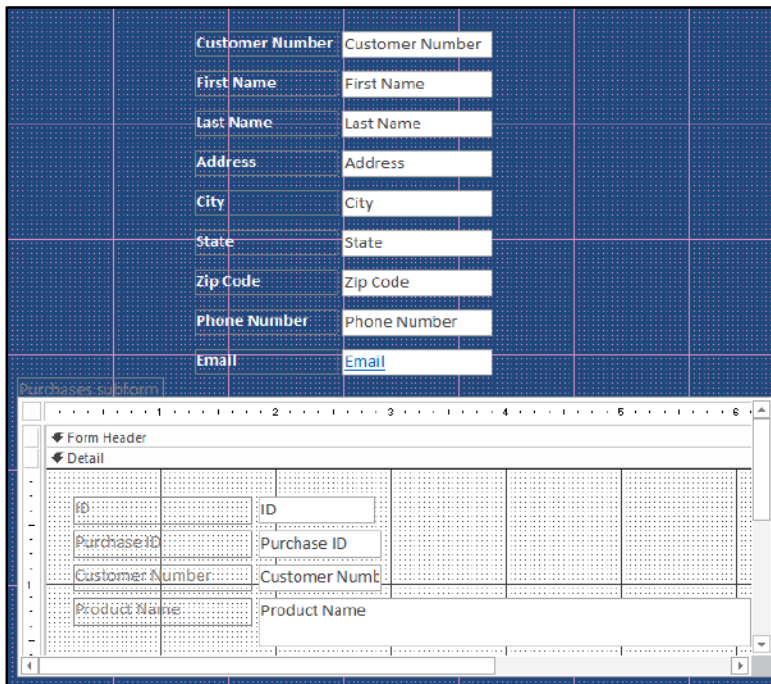 Customer Number Customer Number
First Name First Name
Last Name Last Name
Address Address
City City
State State
Zip Code Zip Code
Phone Number Phone Number
Email Email
Purchases subform
1 2 3 4 5 6
Form Header
Detail
ID ID
Purchase ID Purchase ID
1
Customer Number Customer Numb
Product Name Product Name